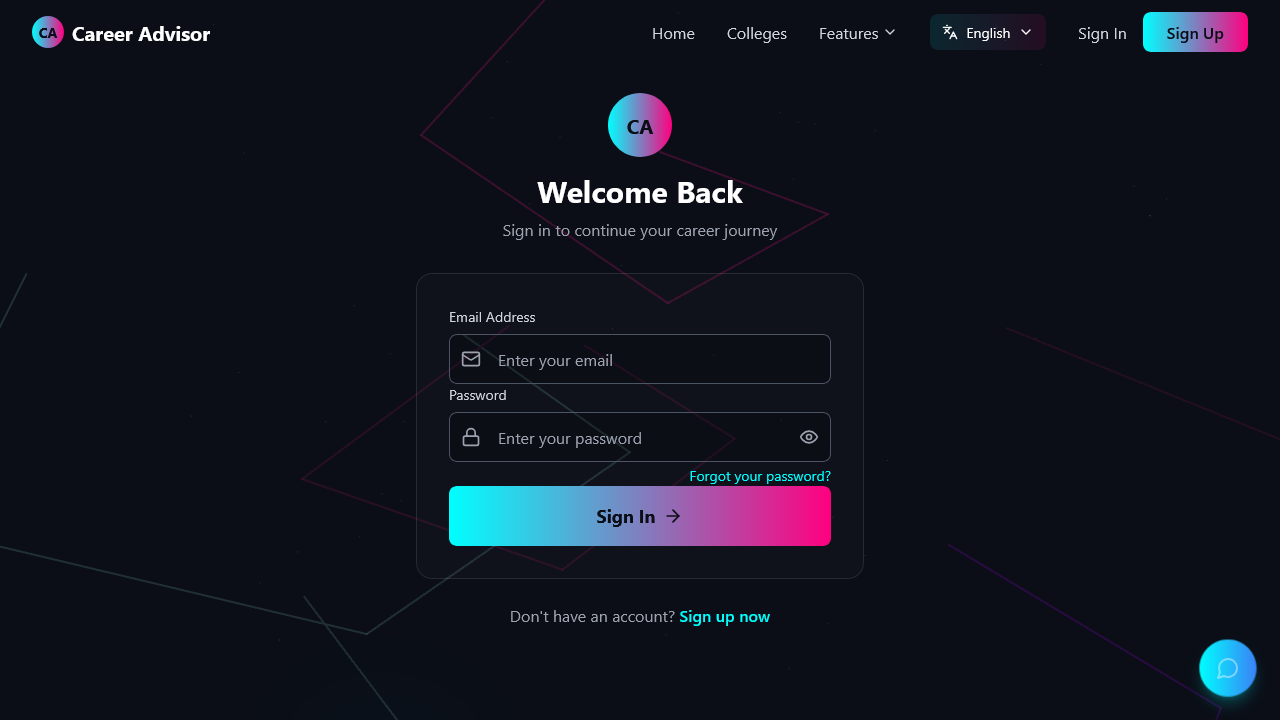 CA Career Advisor
Home Colleges Features English Sign In Sign Up
CA
Welcome Back
Sign in to continue your career journey
Email Address
Enter your email
Password
Enter your password
Forgot your password?
Sign In
Don't have an account? Sign up now